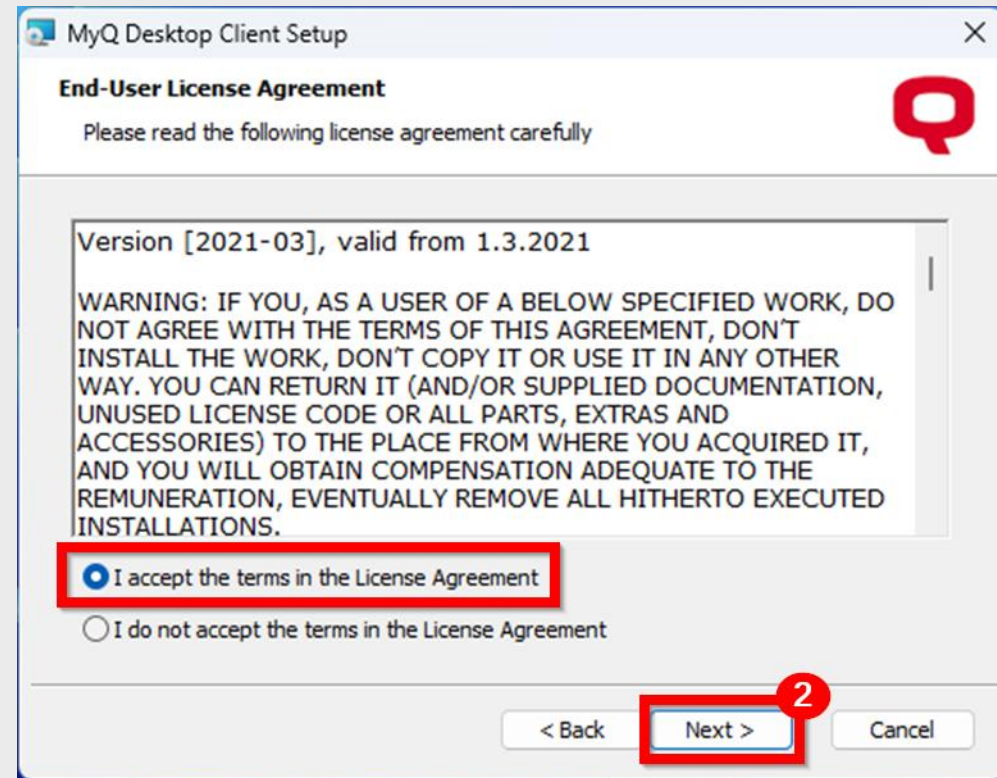 MyQ Desktop Client Setup
End-User License Agreement
Please read the following license agreement carefully
Version [2021-03], valid from 1.3.2021
WARNING: IF YOU, AS A USER OF A BELOW SPECIFIED WORK, DO
NOT AGREE WITH THE TERMS OF THIS AGREEMENT, DON´T
INSTALL THE WORK, DON´T COPY IT OR USE IT IN ANY OTHER
WAY. YOU CAN RETURN IT (AND/OR SUPPLIED DOCUMENTATION,
UNUSED LICENSE CODE OR ALL PARTS, EXTRAS AND
ACCESSORIES) TO THE PLACE FROM WHERE YOU ACQUIRED IT,
AND YOU WILL OBTAIN COMPENSATION ADEQUATE TO THE
REMUNERATION, EVENTUALLY REMOVE ALL HITHERTO EXECUTED
INSTALLATIONS.
I accept the terms in the License Agreement
I do not accept the terms in the License Agreement
2
< Back Next > Cancel